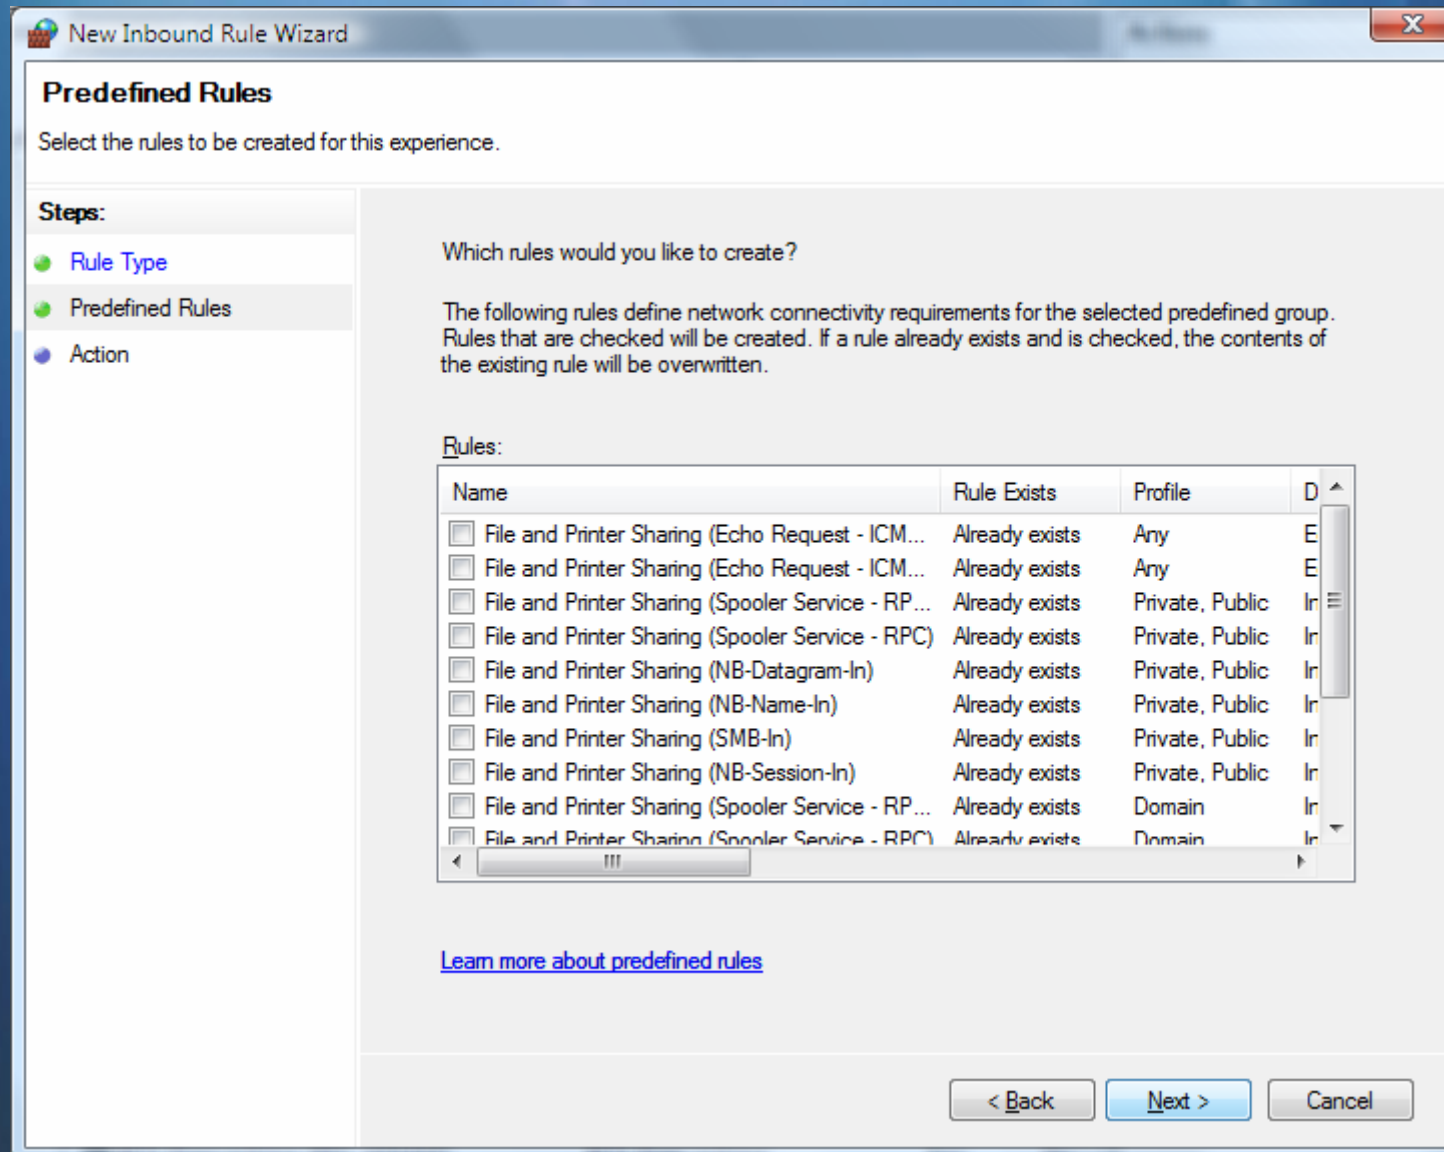 New Inbound Rule Wizard
Predefined Rules
Select the rules to be created for this experience.
Steps:
Rule Type
Predefined Rules
Action
Which rules would you like to create?
The following rules define network connectivity requirements for the selected predefined group.
Rules that are checked will be created. If a rule already exists and is checked, the contents of
the existing rule will be overwritten.
Rules:
Name Rule Exists Profile D
File and Printer Sharing (Echo Request - ICM... Already exists Any E
File and Printer Sharing (Echo Request - ICM... Already exists Any E
File and Printer Sharing (Spooler Service - RP... Already exists Private, Public In
File and Printer Sharing (Spooler Service - RPC) Already exists Private, Public In
File and Printer Sharing (NB-Datagram-In) Already exists Private, Public In
File and Printer Sharing (NB-Name-In) Already exists Private, Public In
File and Printer Sharing (SMB-In) Already exists Private, Public In
File and Printer Sharing (NB-Session-In) Already exists Private, Public In
File and Printer Sharing (Spooler Service - RP... Already exists Domain In
File and Printer Sharing (Spooler Service - RPC) Already exists Domain In
Learn more about predefined rules
< Back Next > Cancel